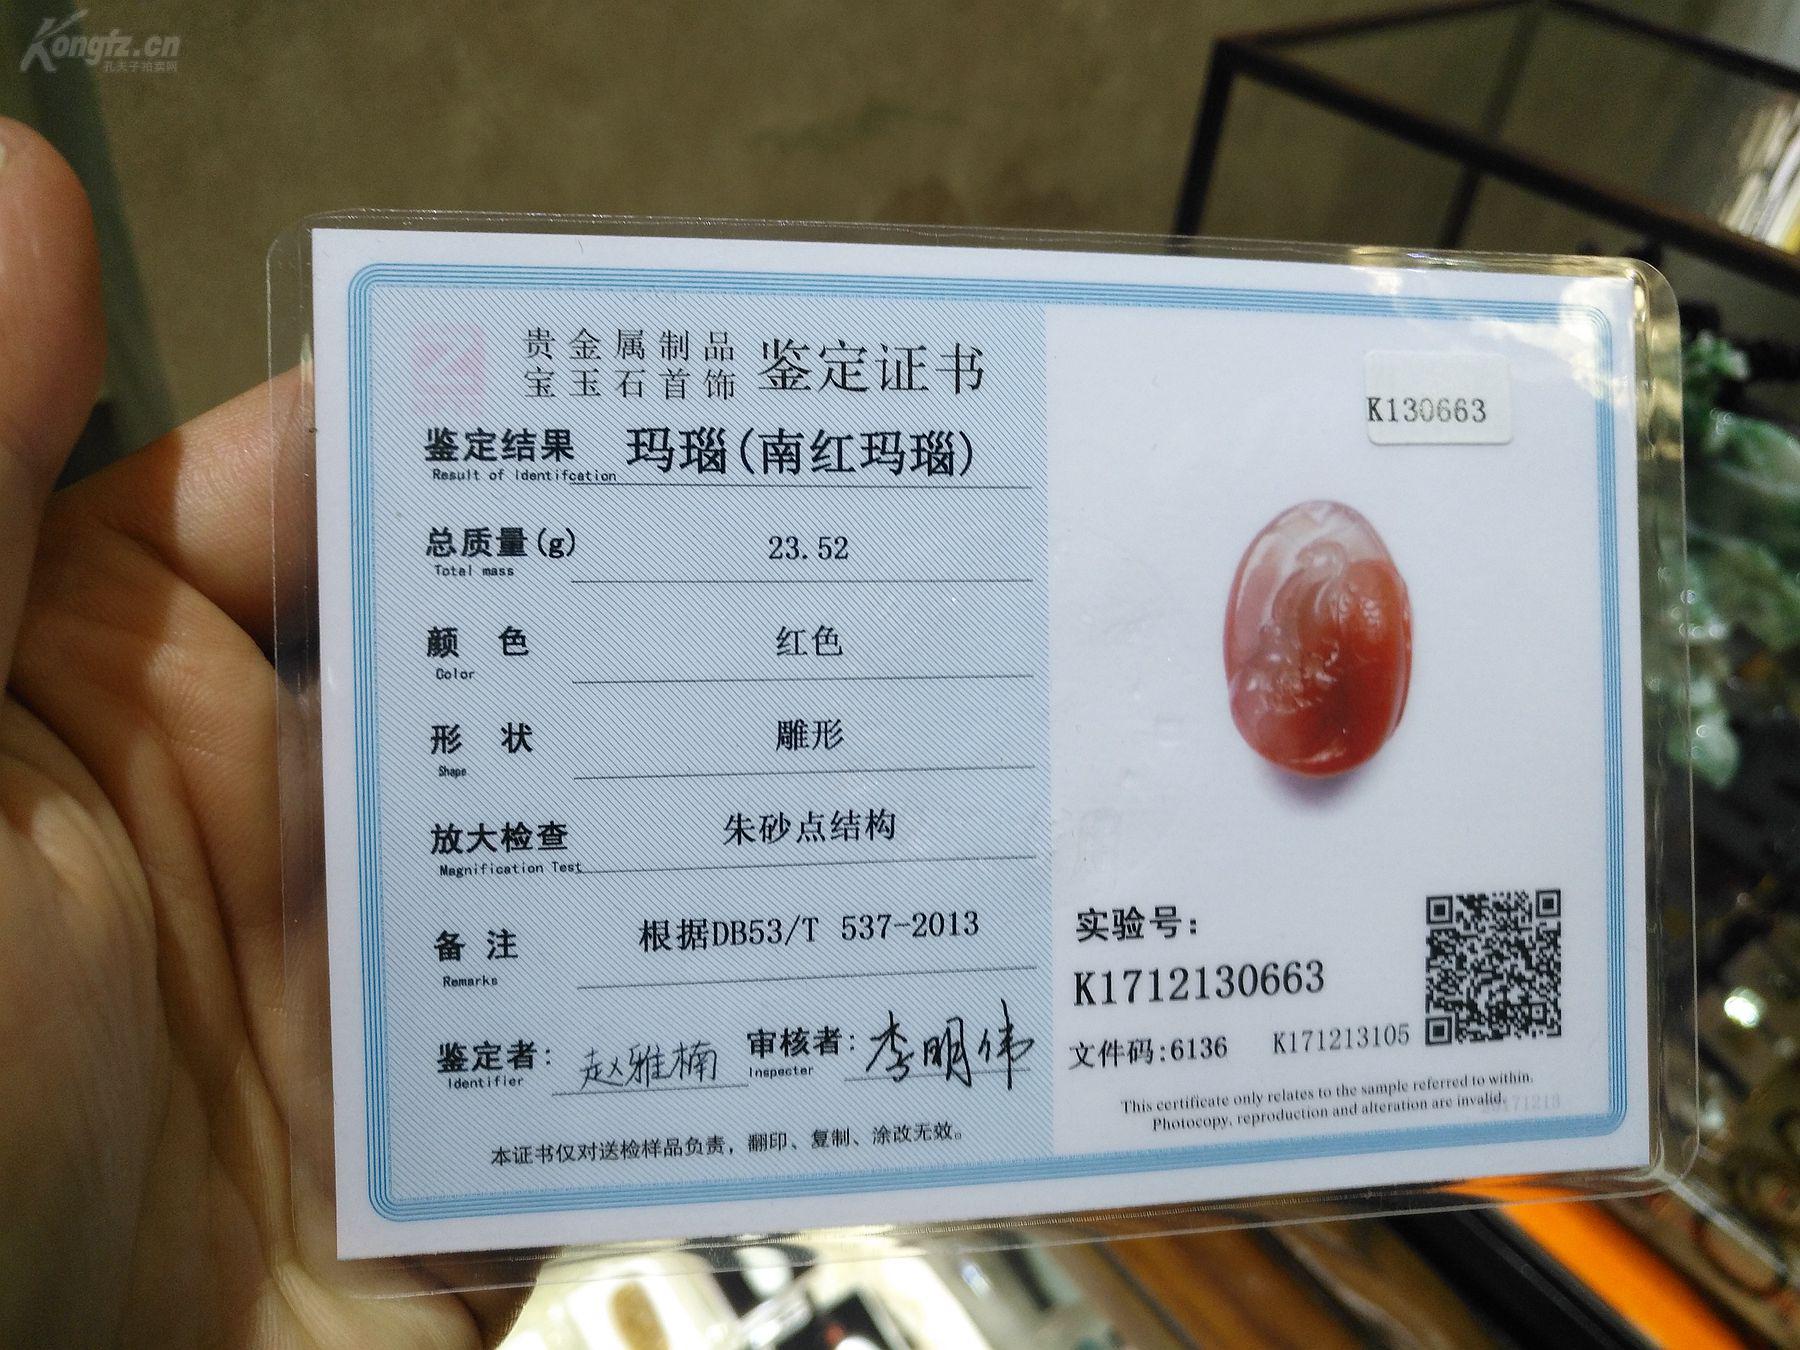 Kongfz.cn
孔夫子拍卖网
贵金属制品
宝玉石首饰
鉴定证书
K130663
鉴定结果 玛瑙(南红玛瑙)
Result of Identifcation
总质量(g) 23.52
Total mass
颜 色 红色
Color
形 状 雕形
Shape
放大检查 朱砂点结构
Magnification Test
备 注 根据DB53/T 537-2013
Remarks
鉴定者: 赵雅楠 审核者: 李明伟
Identifier Inspecter
本证书仅对送检样品负责，翻印、复制、涂改无效。
实验号:
K1712130663
文件码:6136 K171213105
This certificate only relates to the sample referred to within.
Photocopy, reproduction and alteration are invalid.